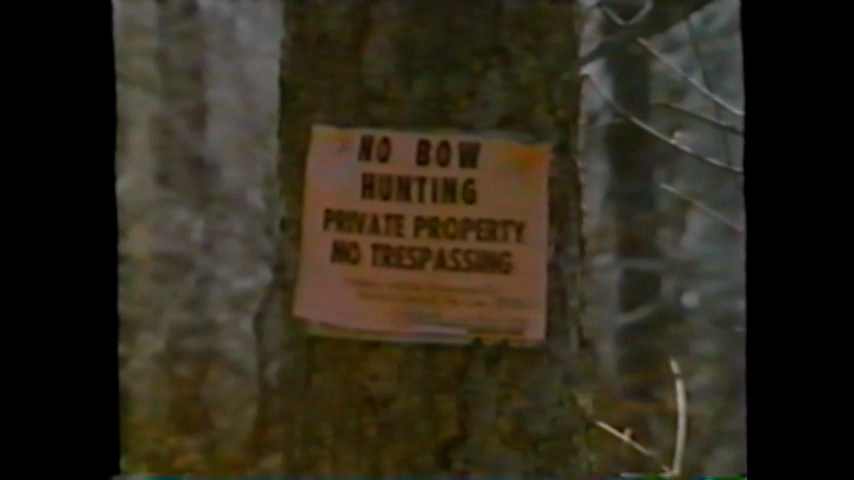 NO BOW
HUNTING
PRIVATE PROPERTY
NO TRESPASSING